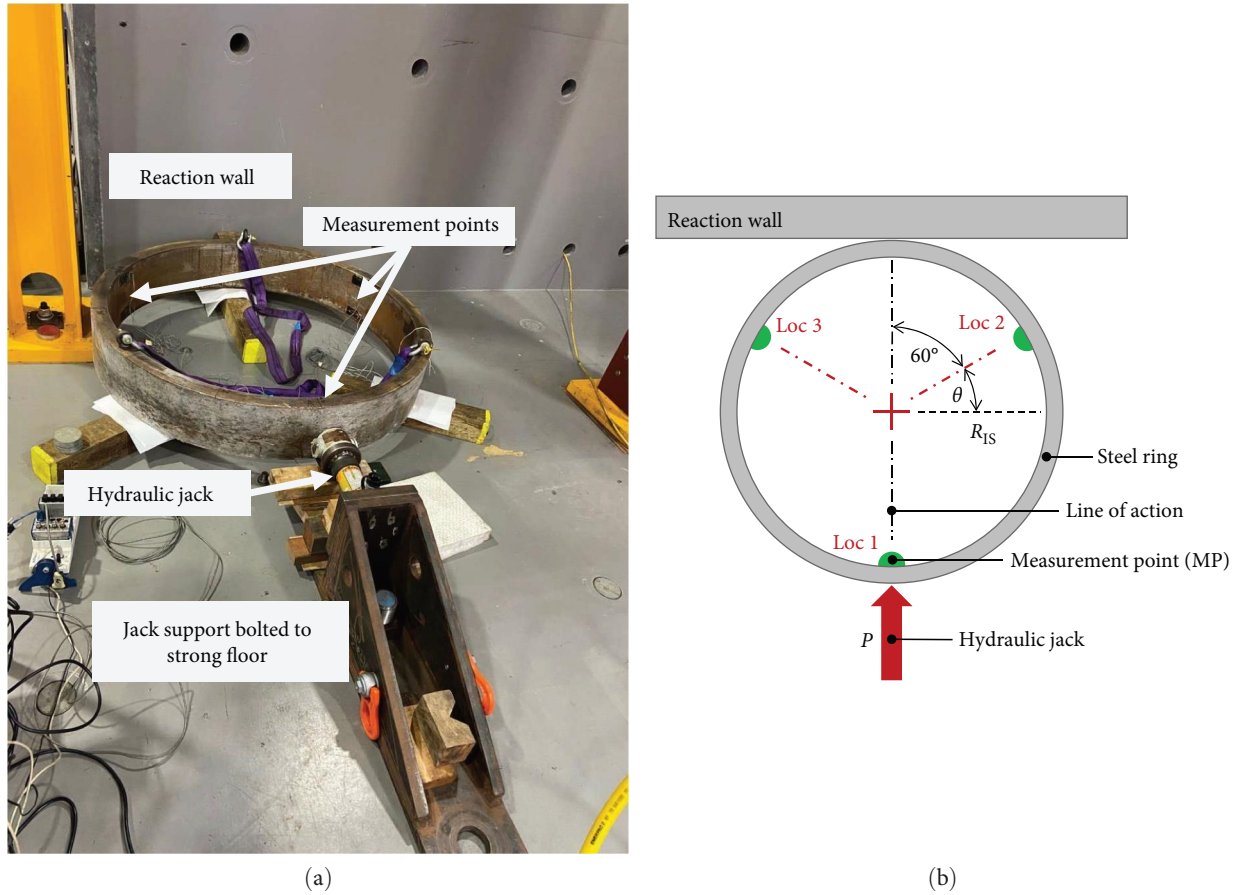 Reaction wall
Measurement points
Hydraulic jack
Jack support bolted to
strong floor
(a)
Reaction wall
Loc 3
Loc 2
60°
θ
R_IS
Steel ring
Line of action
Loc 1
Measurement point (MP)
P
Hydraulic jack
(b)